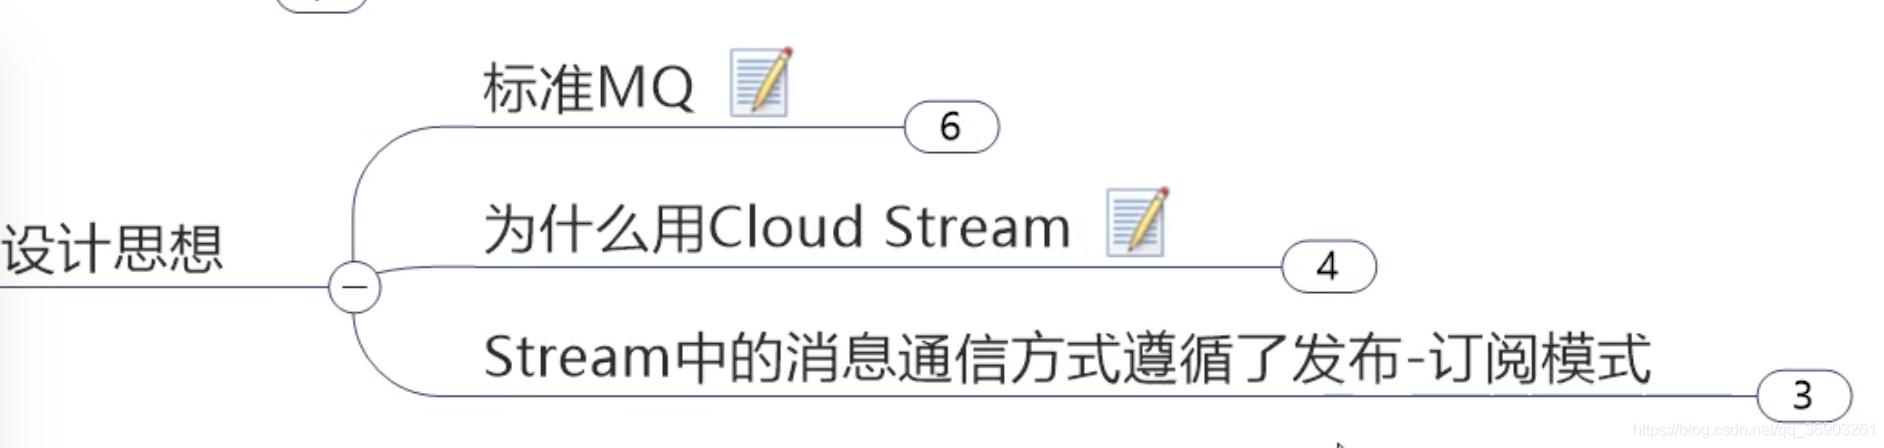 标准MQ
6
为什么用Cloud Stream
4
设计思想
Stream中的消息通信方式遵循了发布-订阅模式
3
https://blog.csdn.net/qq_36903261